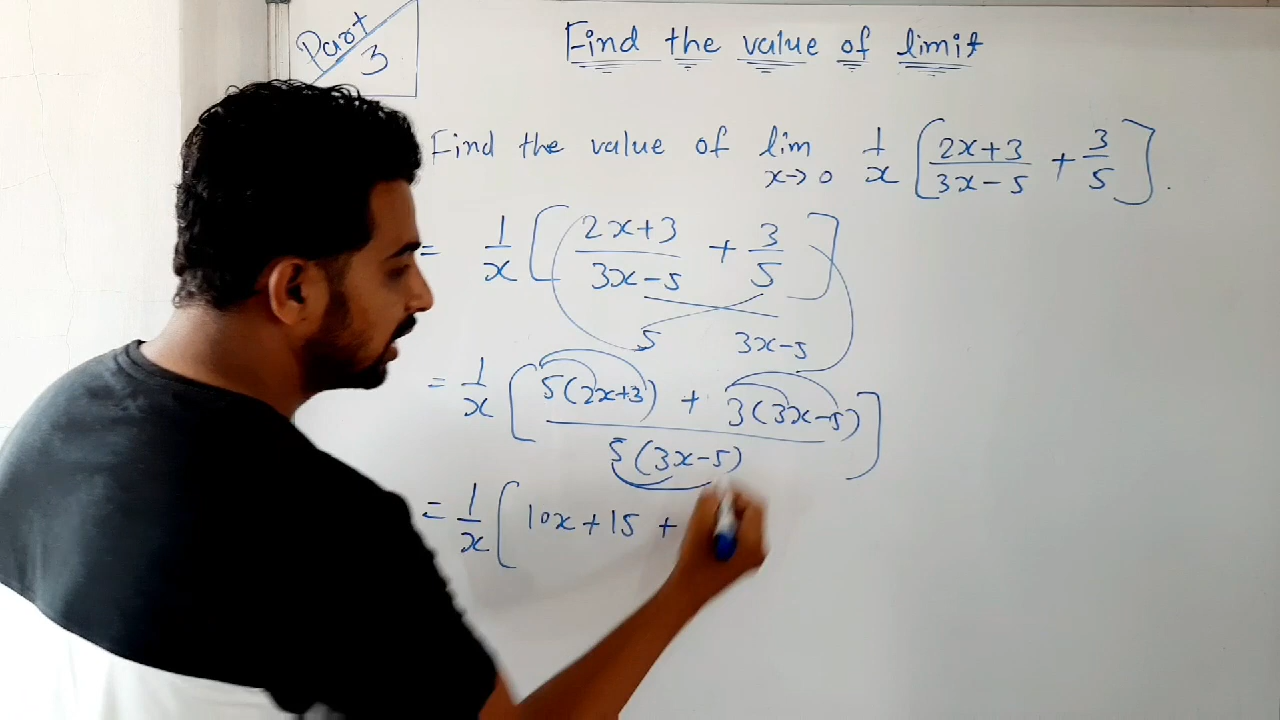 Part 3
Find the value of limit
Find the value of lim x→0 1/x [ (2x+3)/(3x-5) + 3/5 ].
= 1/x [ (2x+3)/(3x-5) + 3/5 ]
5 3x-5
= 1/x [ (5(2x+3) + 3(3x-5))/(5(3x-5)) ]
= 1/x [ 10x+15 +